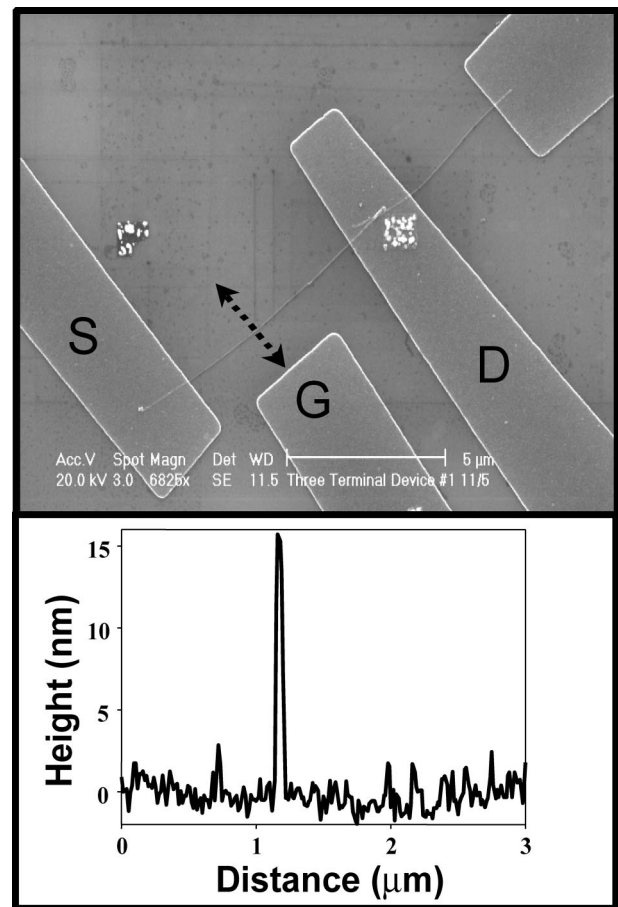 S
G
D
Acc.V Spot Magn Det WD 5 μm
20.0 kV 3.0 6825x SE 11.5 Three Terminal Device #1 11/5
15
10
5
0
Height (nm)
0 1 2 3
Distance (μm)